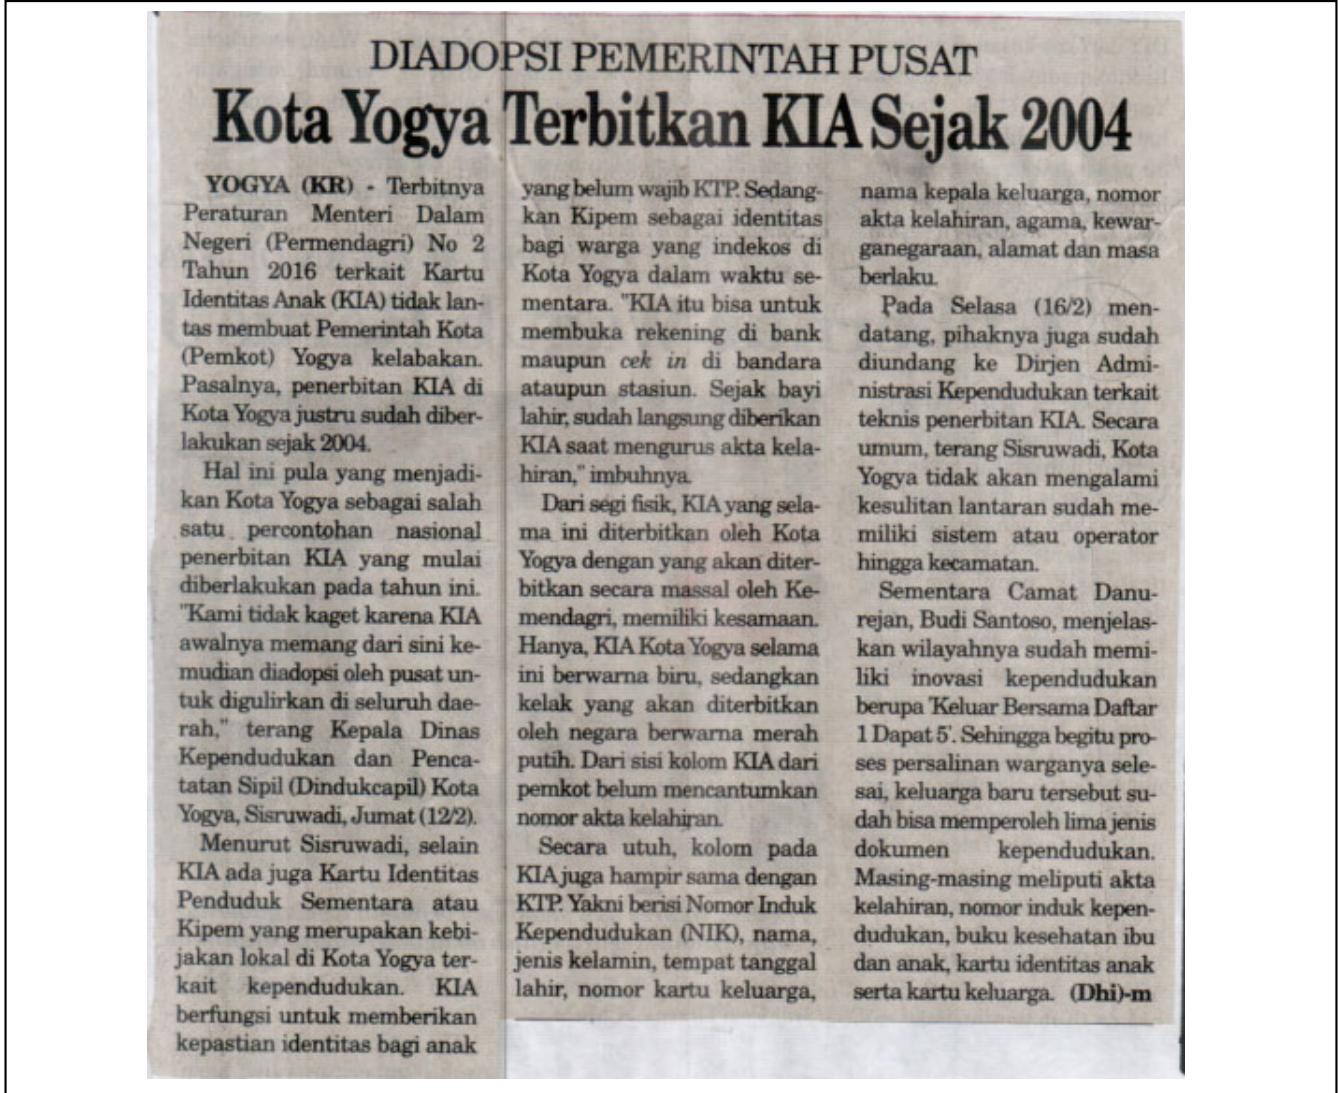 DIADOPSI PEMERINTAH PUSAT
Kota Yogya Terbitkan KIA Sejak 2004
YOGYA (KR) - Terbitnya
Peraturan Menteri Dalam
Negeri (Permendagri) No 2
Tahun 2016 terkait Kartu
Identitas Anak (KIA) tidak lan-
tas membuat Pemerintah Kota
(Pemkot) Yogya kelabakan.
Pasalnya, penerbitan KIA di
Kota Yogya justru sudah diber-
lakukan sejak 2004.
Hal ini pula yang menjadi-
kan Kota Yogya sebagai salah
satu percontohan nasional
penerbitan KIA yang mulai
diberlakukan pada tahun ini.
"Kami tidak kaget karena KIA
awalnya memang dari sini ke-
mudian diadopsi oleh pusat un-
tuk digulirkan di seluruh dae-
rah," terang Kepala Dinas
Kependudukan dan Penca-
tatan Sipil (Dindukcapil) Kota
Yogya, Sisruwadi, Jumat (12/2).
Menurut Sisruwadi, selain
KIA ada juga Kartu Identitas
Penduduk Sementara atau
Kipem yang merupakan kebi-
jakan lokal di Kota Yogya ter-
kait kependudukan. KIA
berfungsi untuk memberikan
kepastian identitas bagi anak
yang belum wajib KTP. Sedang-
kan Kipem sebagai identitas
bagi warga yang indekos di
Kota Yogya dalam waktu se-
mentara. "KIA itu bisa untuk
membuka rekening di bank
maupun cek in di bandara
ataupun stasiun. Sejak bayi
lahir, sudah langsung diberikan
KIA saat mengurus akta kela-
hiran," imbuhnya.
Dari segi fisik, KIA yang sela-
ma ini diterbitkan oleh Kota
Yogya dengan yang akan diter-
bitkan secara massal oleh Ke-
mendagri, memiliki kesamaan.
Hanya, KIA Kota Yogya selama
ini berwarna biru, sedangkan
kelak yang akan diterbitkan
oleh negara berwarna merah
putih. Dari sisi kolom KIA dari
pemkot belum mencantumkan
nomor akta kelahiran.
Secara utuh, kolom pada
KIA juga hampir sama dengan
KTP. Yakni berisi Nomor Induk
Kependudukan (NIK), nama,
jenis kelamin, tempat tanggal
lahir, nomor kartu keluarga,
nama kepala keluarga, nomor
akta kelahiran, agama, kewar-
ganegaraan, alamat dan masa
berlaku.
Pada Selasa (16/2) men-
datang, pihaknya juga sudah
diundang ke Dirjen Admi-
nistrasi Kependudukan terkait
teknis penerbitan KIA. Secara
umum, terang Sisruwadi, Kota
Yogya tidak akan mengalami
kesulitan lantaran sudah me-
miliki sistem atau operator
hingga kecamatan.
Sementara Camat Danu-
rejan, Budi Santoso, menjelas-
kan wilayahnya sudah memi-
liki inovasi kependudukan
berupa 'Keluar Bersama Daftar
1 Dapat 5'. Sehingga begitu pro-
ses persalinan warganya sele-
sai, keluarga baru tersebut su-
dah bisa memperoleh lima jenis
dokumen kependudukan.
Masing-masing meliputi akta
kelahiran, nomor induk kepen-
dudukan, buku kesehatan ibu
dan anak, kartu identitas anak
serta kartu keluarga. (Dhi)-m